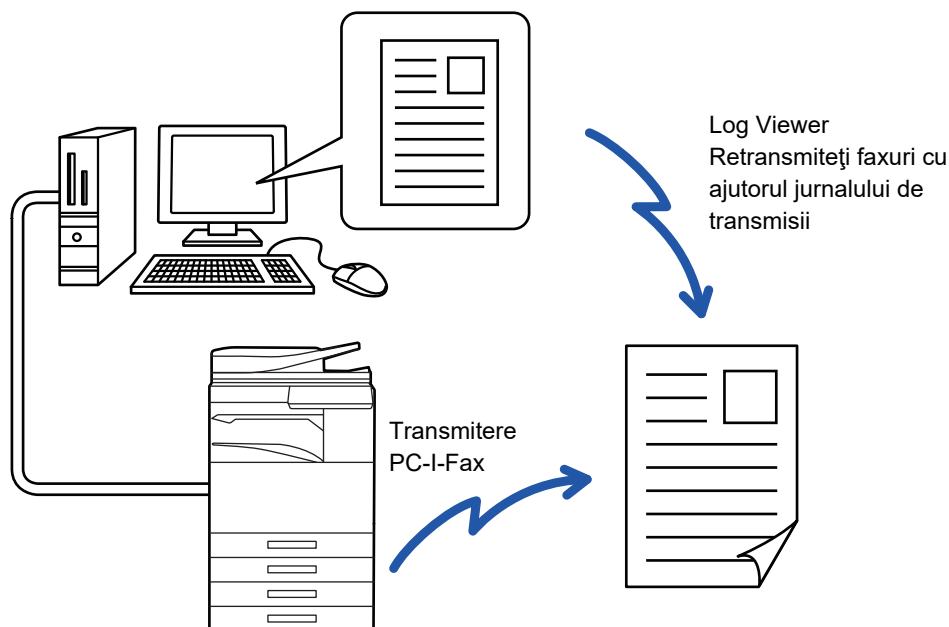 Log Viewer
Retransmiteţi faxuri cu
ajutorul jurnalului de
transmisii
Transmitere
PC-I-Fax